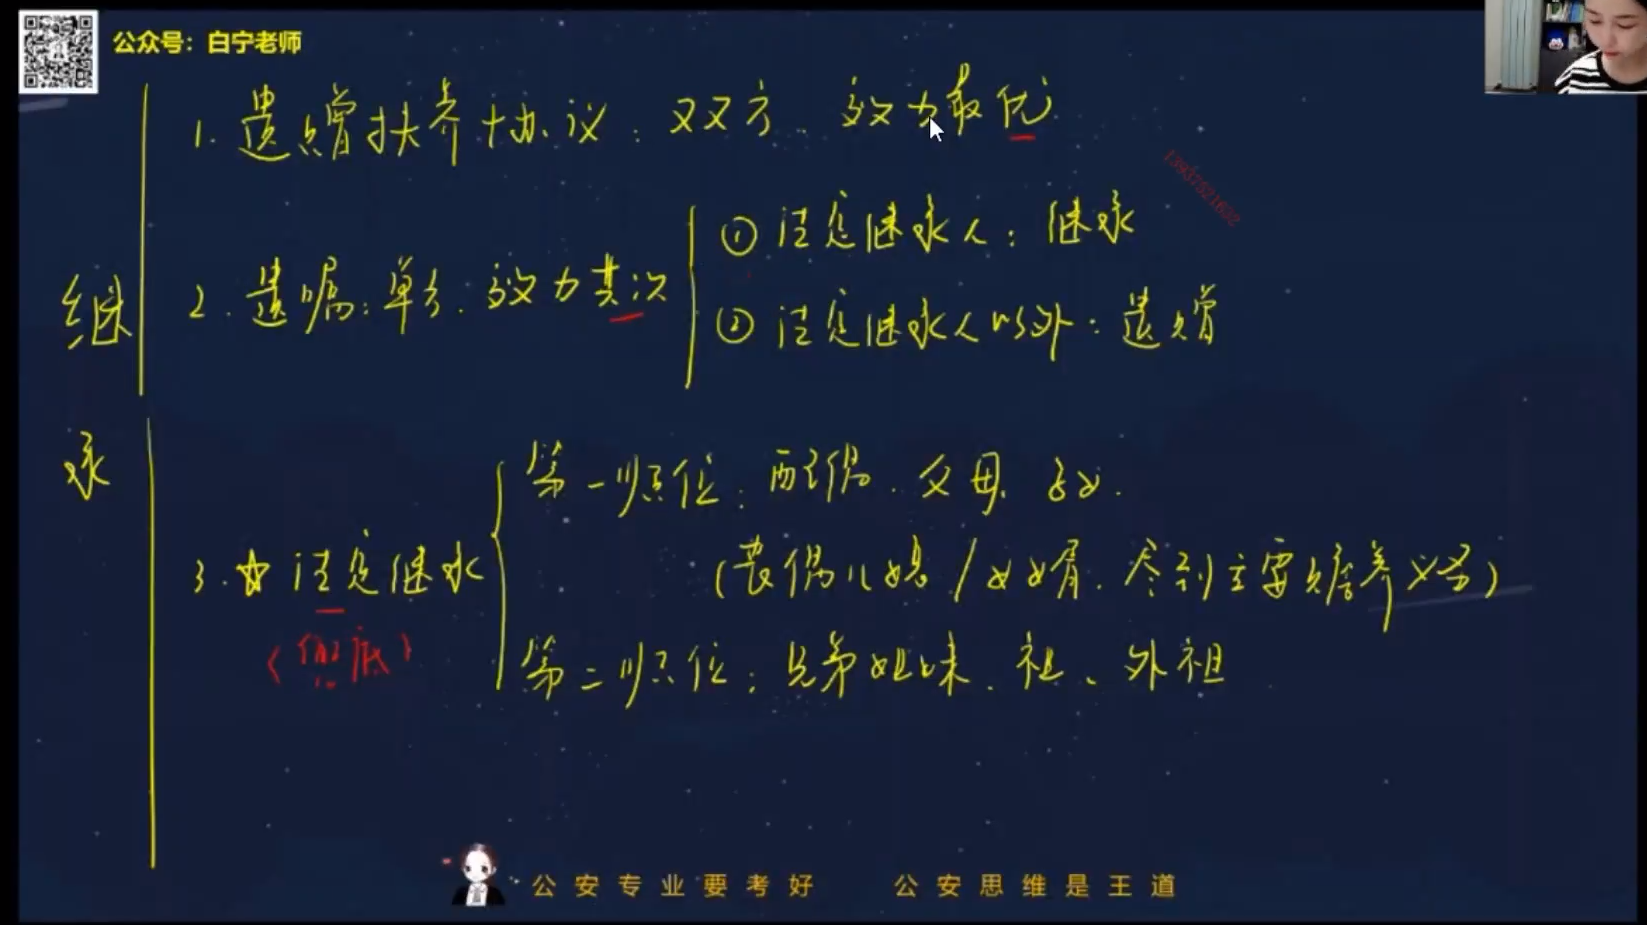 公众号：白宁老师
继承
1. 遗赠扶养协议：双方、效力最优
2. 遗嘱：单方、效力其次
① 法定继承人：继承
② 法定继承人以外：遗赠
3. ☆ 法定继承
(兜底)
第一顺位：配偶、父母、子女.
(丧偶儿媳/女婿、尽到主要赡养义务)
第二顺位：兄弟姐妹、祖、外祖
公安专业要考好 公安思维是王道